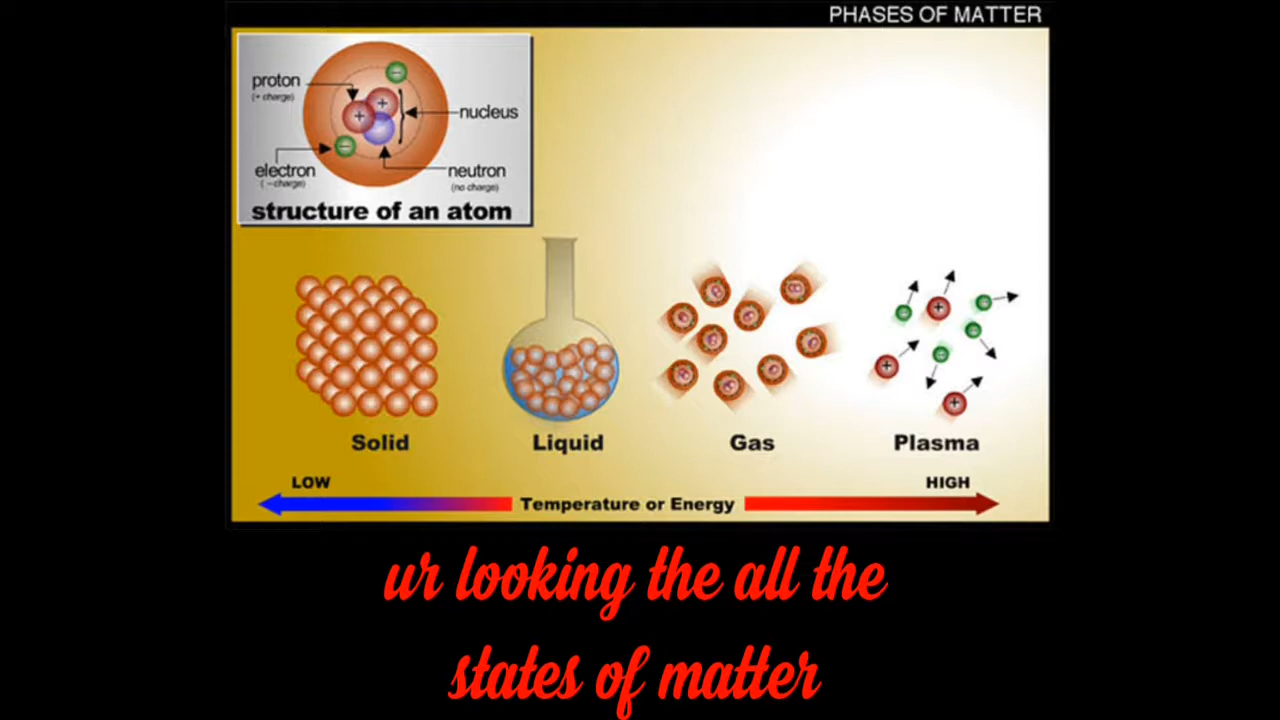 PHASES OF MATTER
proton
(+ charge)
nucleus
electron
(− charge)
neutron
(no charge)
structure of an atom
Solid
Liquid
Gas
Plasma
LOW
HIGH
Temperature or Energy
ur looking the all the
states of matter